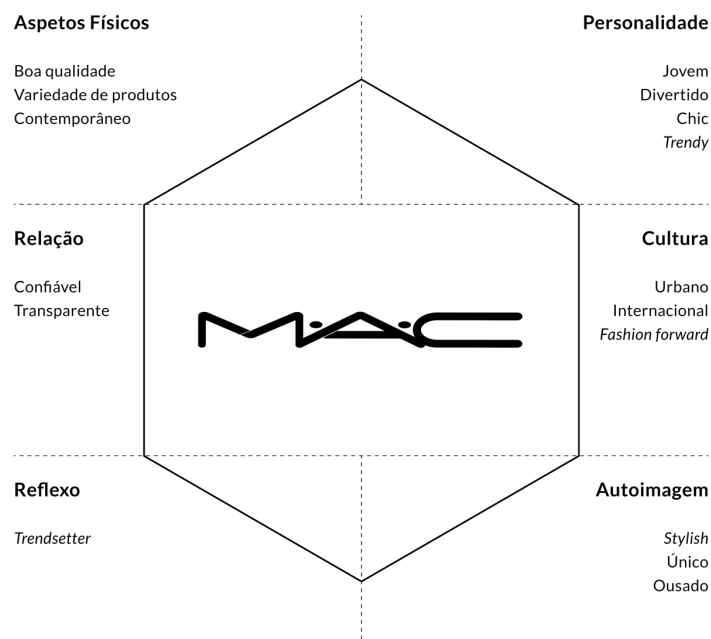 Aspetos Físicos
Boa qualidade
Variedade de produtos
Contemporâneo
Personalidade
Jovem
Divertido
Chic
Trendy
Relação
Confiável
Transparente
M·A·C
Cultura
Urbano
Internacional
Fashion forward
Reflexo
Trendsetter
Autoimagem
Stylish
Único
Ousado